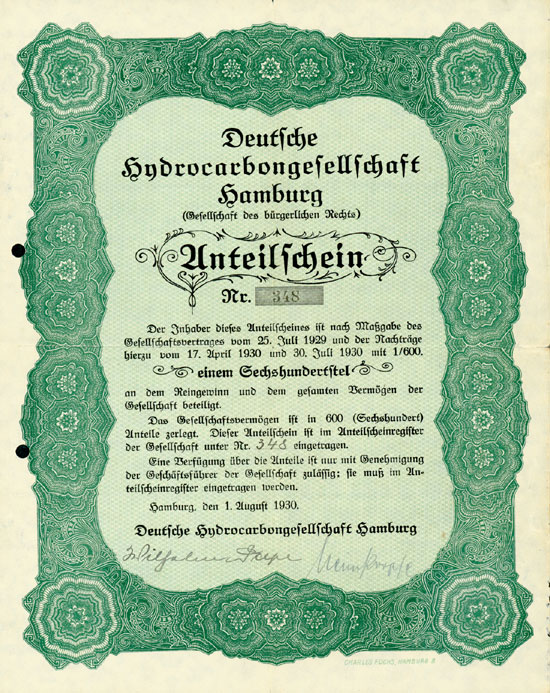 Deutsche
Hydrocarbongesellschaft
Hamburg
(Gesellschaft des bürgerlichen Rechts)
Anteilschein
Nr. 348
Der Inhaber dieses Anteilscheines ist nach Maßgabe des
Gesellschaftsvertrages vom 25. Juli 1929 und der Nachträge
hierzu vom 17. April 1930 und 30. Juli 1930 mit 1/600.
einem Sechshundertstel
an dem Reingewinn und dem gesamten Vermögen der
Gesellschaft beteiligt.
Das Gesellschaftsvermögen ist in 600 (Sechshundert)
Anteile zerlegt. Dieser Anteilschein ist im Anteilscheinregister
der Gesellschaft unter Nr. 348 eingetragen.
Eine Verfügung über die Anteile ist nur mit Genehmigung
der Geschäftsführer der Gesellschaft zulässig; sie muß im An-
teilscheinregister eingetragen werden.
Hamburg, den 1. August 1930.
Deutsche Hydrocarbongesellschaft Hamburg
Wilhelm
CHARLES FUCHS, HAMBURG 8